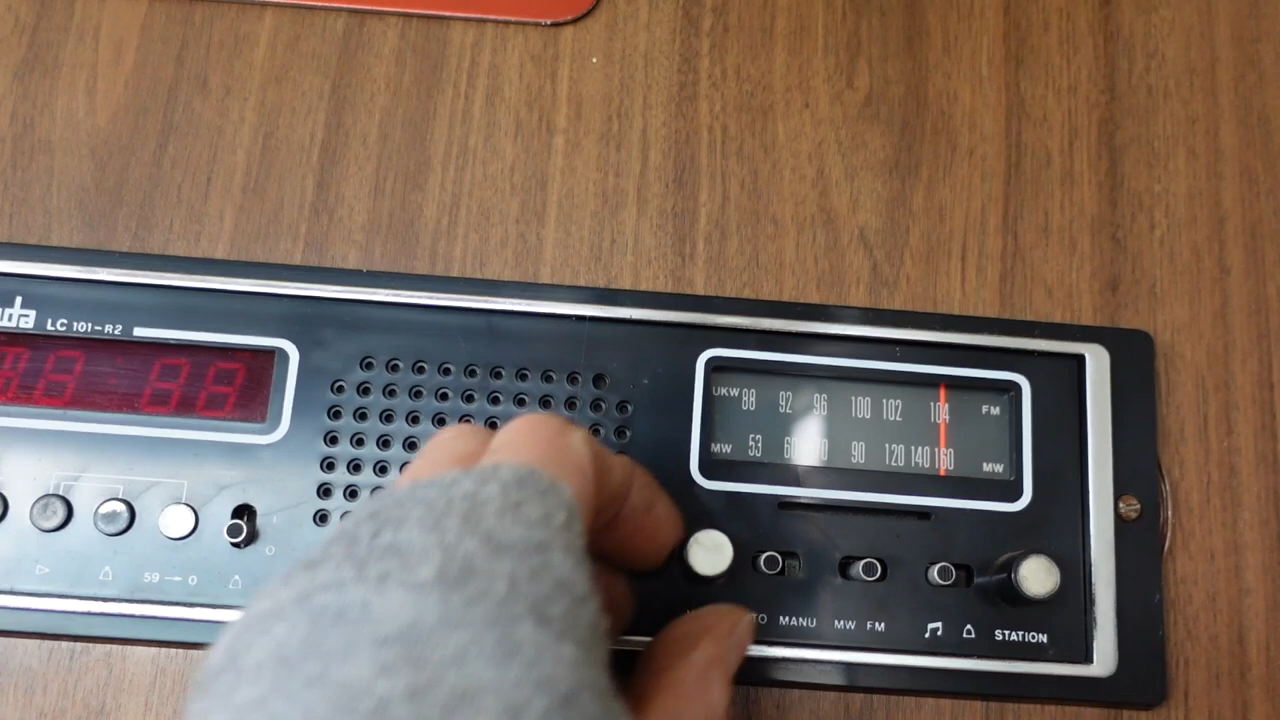 LC 101-R2
88
UKW 88 92 96 100 102 104 FM
MW 53 90 120 140 160 MW
59 → 0
I
O
MANU MW FM
STATION